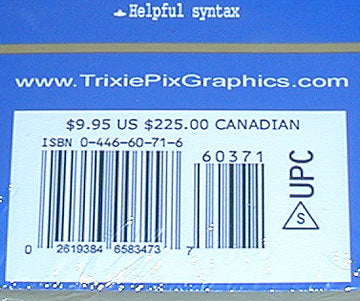 Helpful syntax
www.TrixiePixGraphics.com
$9.95 US $225.00 CANADIAN
ISBN 0-446-60-71-6
60371
UPC
S
0 2619384 6583473 7